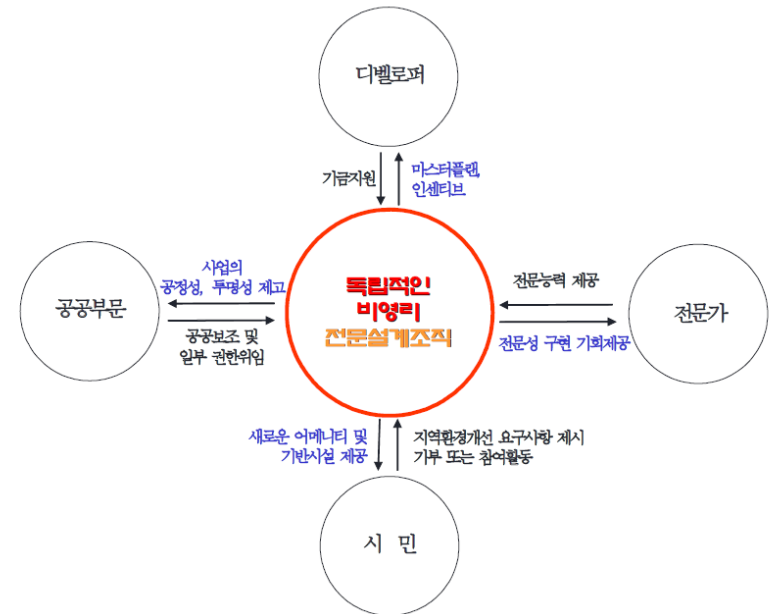 디벨로퍼
기금지원
마스터플랜,
인센티브
사업의
공정성, 투명성 제고
공공부문
공공보조 및
일부 권한위임
독립적인
비영리
전문설계조직
전문능력 제공
전문가
전문성 구현 기회제공
새로운 어메니티 및
기반시설 제공
지역환경개선 요구사항 제시
기부 또는 참여활동
시 민